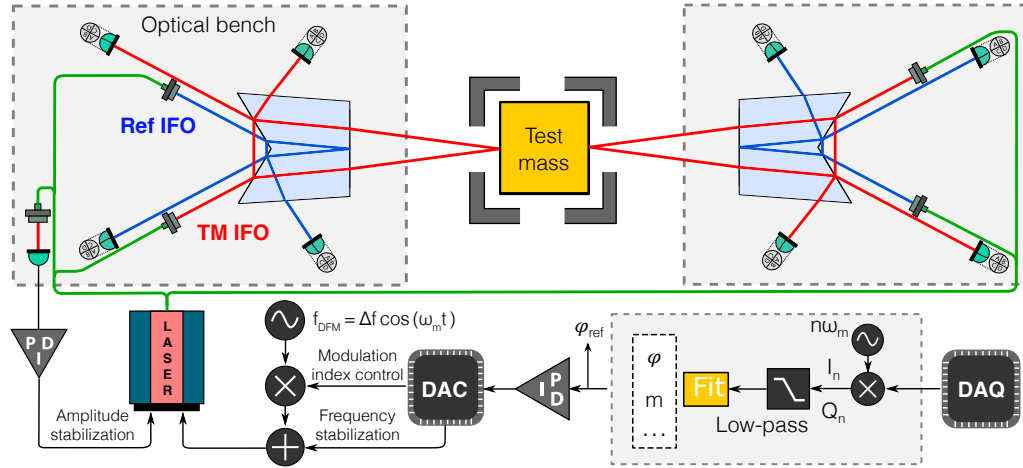 Optical bench
Ref IFO
TM IFO
Test
mass
P D
I
LASER
Amplitude
stabilization
f_DFM = Δf cos (ω_m t)
Modulation
index control
Frequency
stabilization
DAC
P
I D
φ_ref
φ
m
...
Fit
Low-pass
I_n
Q_n
nω_m
DAQ